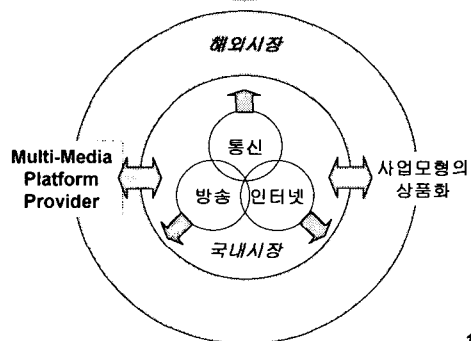 해외시장
통신
Multi-Media
Platform
Provider
방송
인터넷
사업모형의
상품화
국내시장
1